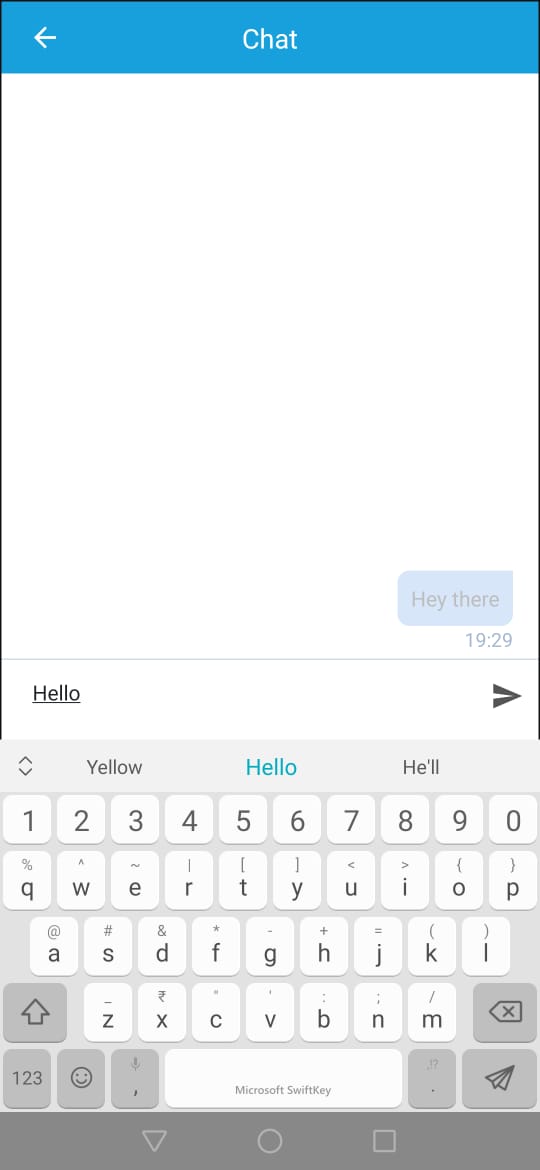 Chat
Hey there
19:29
Hello
Yellow Hello He'll
1 2 3 4 5 6 7 8 9 0
% ^ ~ | [ ] < > { }
q w e r t y u i o p
@ # & * - + = ( )
a s d f g h j k l
_ ₹ " ' : ; /
z x c v b n m
,!?
123 , Microsoft SwiftKey .